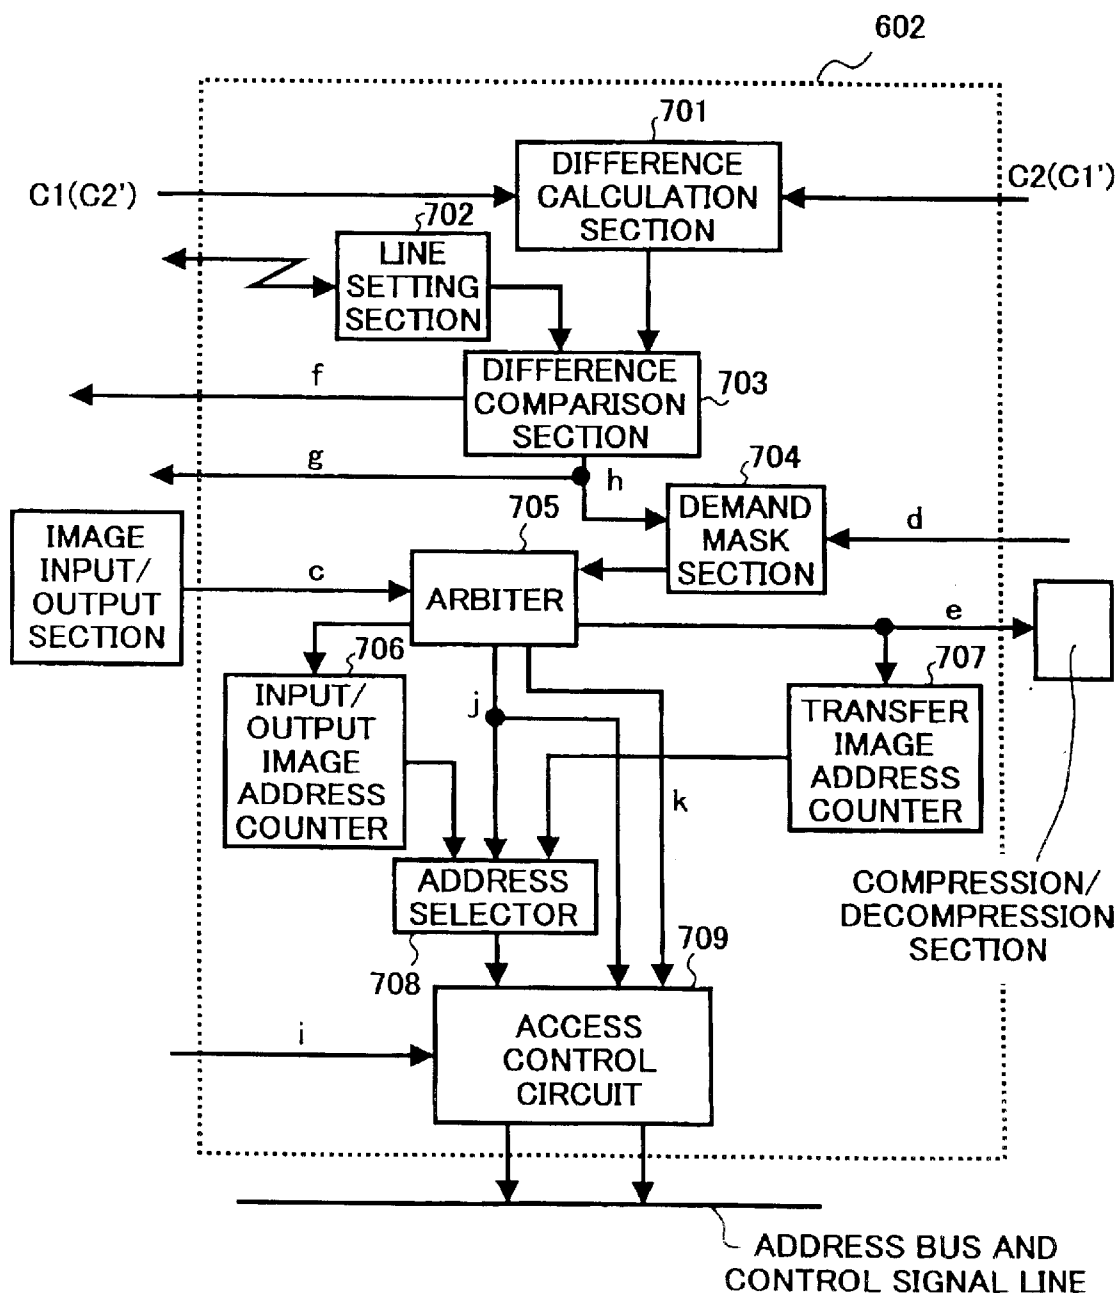 602
701
DIFFERENCE
CALCULATION
SECTION
C1(C2')
C2(C1')
702
LINE
SETTING
SECTION
f
DIFFERENCE
COMPARISON
SECTION
703
g
h
704
DEMAND
MASK
SECTION
d
705
IMAGE
INPUT/
OUTPUT
SECTION
c
ARBITER
e
706
707
INPUT/
OUTPUT
IMAGE
ADDRESS
COUNTER
j
k
TRANSFER
IMAGE
ADDRESS
COUNTER
ADDRESS
SELECTOR
COMPRESSION/
DECOMPRESSION
SECTION
708
709
i
ACCESS
CONTROL
CIRCUIT
ADDRESS BUS AND
CONTROL SIGNAL LINE